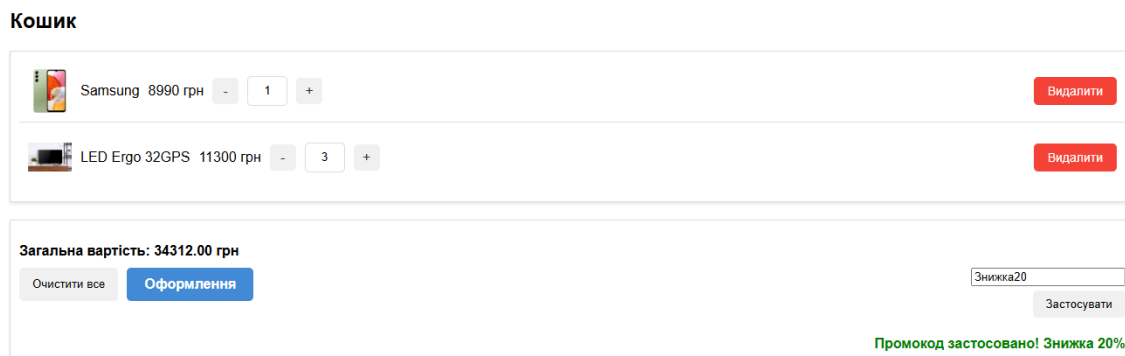 Кошик
Samsung 8990 грн - 1 + Видалити
LED Ergo 32GPS 11300 грн - 3 + Видалити
Загальна вартість: 34312.00 грн
Очистити все Оформлення
Знижка20
Застосувати
Промокод застосовано! Знижка 20%